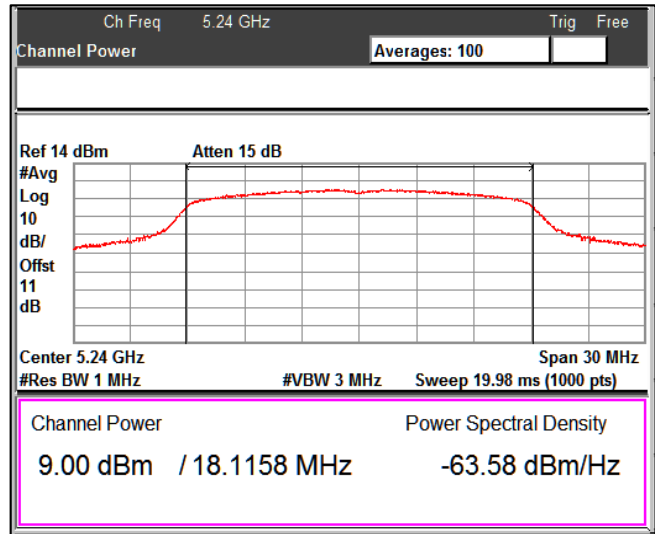 Ch Freq 5.24 GHz Trig Free
Channel Power Averages: 100
Ref 14 dBm Atten 15 dB
#Avg
Log
10
dB/
Offst
11
dB
Center 5.24 GHz Span 30 MHz
#Res BW 1 MHz #VBW 3 MHz Sweep 19.98 ms (1000 pts)
Channel Power Power Spectral Density
9.00 dBm / 18.1158 MHz -63.58 dBm/Hz